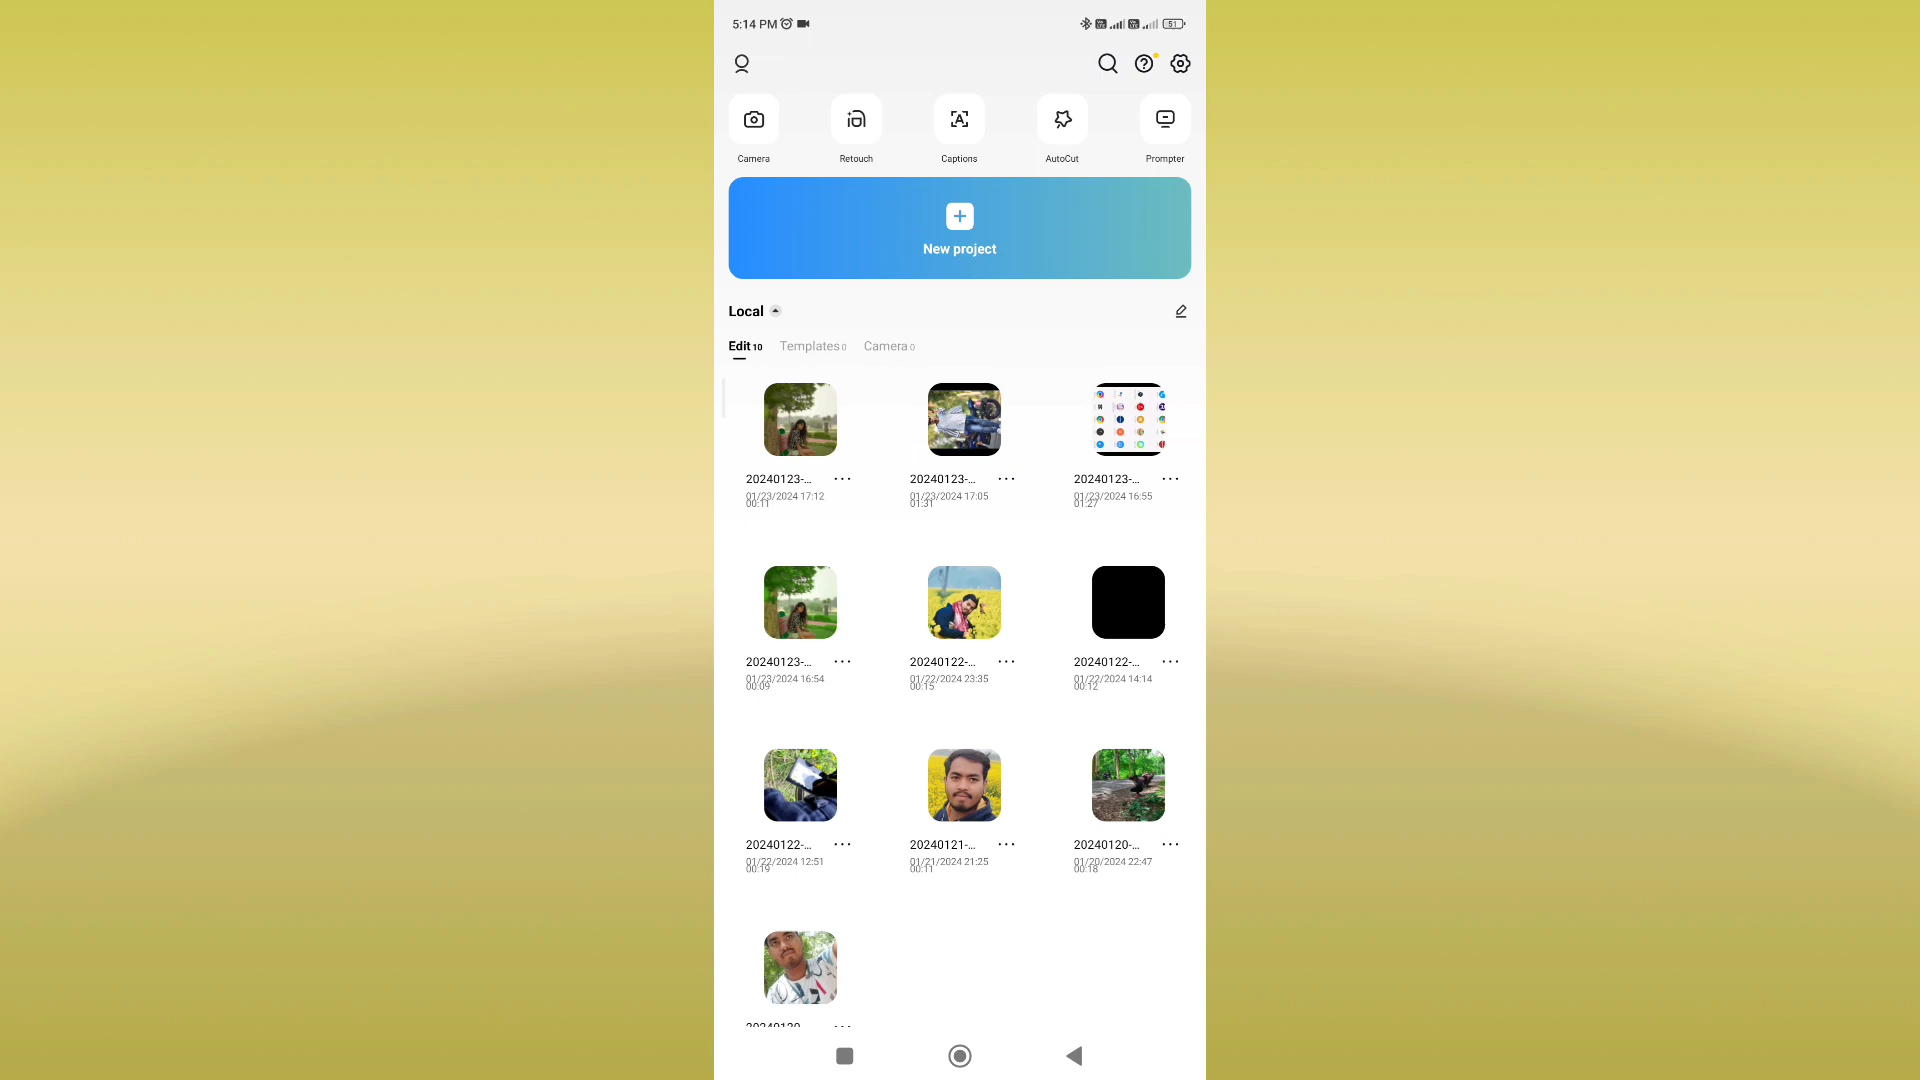 5:14 PM 51
Camera Retouch Captions AutoCut Prompter
New project
Local
Edit 10 Templates 0 Camera 0
20240123-... 20240123-... 20240123-...
01/23/2024 17:12 01/23/2024 17:05 01/23/2024 16:55
00:11 01:31 01:27
20240123-... 20240122-... 20240122-...
01/23/2024 16:54 01/22/2024 23:35 01/22/2024 14:14
00:09 00:15 00:12
20240122-... 20240121-... 20240120-...
01/22/2024 12:51 01/21/2024 21:25 01/20/2024 22:47
00:19 00:11 00:18